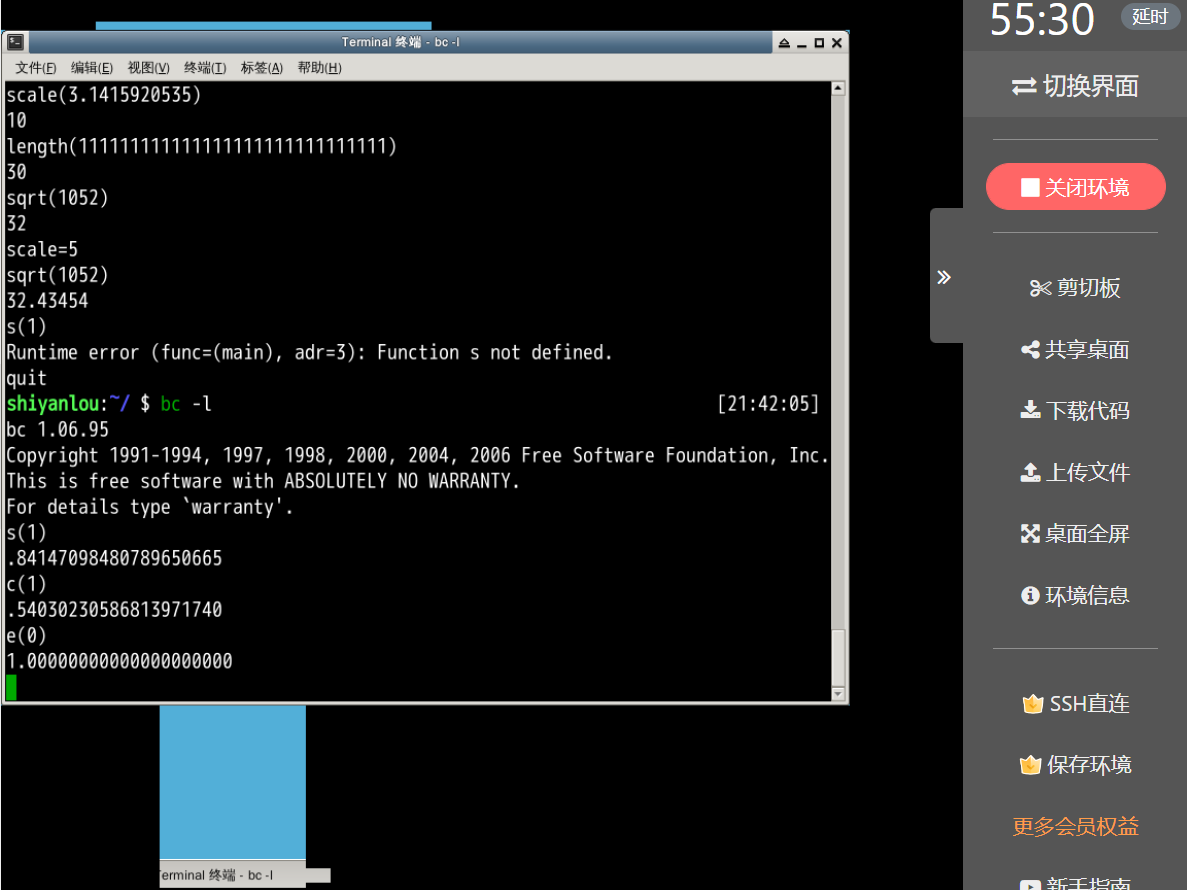 Terminal 终端 - bc -l
文件(F) 编辑(E) 视图(V) 终端(T) 标签(A) 帮助(H)
scale(3.1415920535)
10
length(111111111111111111111111111111)
30
sqrt(1052)
32
scale=5
sqrt(1052)
32.43454
s(1)
Runtime error (func=(main), adr=3): Function s not defined.
quit
shiyanlou:~/ $ bc -l [21:42:05]
bc 1.06.95
Copyright 1991-1994, 1997, 1998, 2000, 2004, 2006 Free Software Foundation, Inc.
This is free software with ABSOLUTELY NO WARRANTY.
For details type `warranty'.
s(1)
.84147098480789650665
c(1)
.54030230586813971740
e(0)
1.00000000000000000000
erminal 终端 - bc -l
55:30 延时
切换界面
关闭环境
剪切板
共享桌面
下载代码
上传文件
桌面全屏
环境信息
SSH直连
保存环境
更多会员权益
新手指南